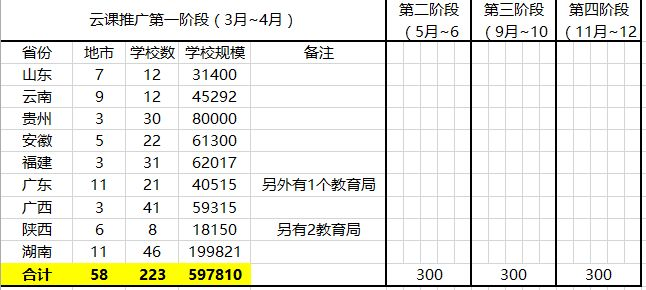 云课推广第一阶段（3月~4月） 第二阶段 第三阶段 第四阶段
（5月~6 （9月~10 （11月~12
省份 地市 学校数 学校规模 备注
山东 7 12 31400
云南 9 12 45292
贵州 3 30 80000
安徽 5 22 61300
福建 3 31 62017
广东 11 21 40515 另外有1个教育局
广西 3 41 59315
陕西 6 8 18150 另有2教育局
湖南 11 46 199821
合计 58 223 597810 300 300 300